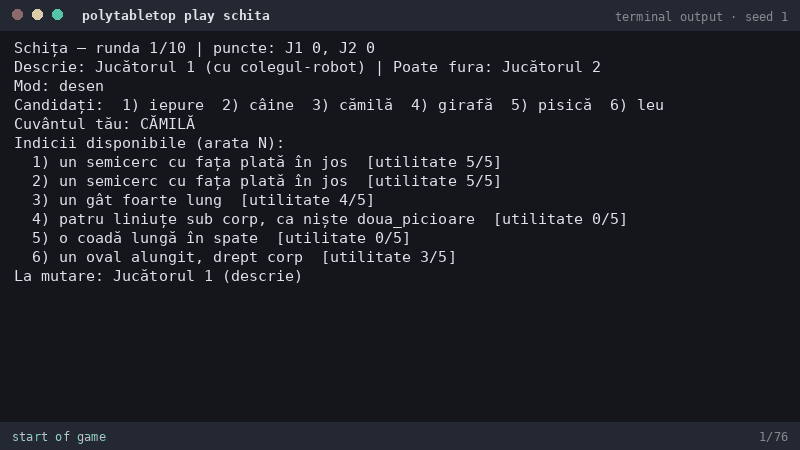 polytabletop play schita
terminal output · seed 1
Schița — runda 1/10 | puncte: J1 0, J2 0
Descrie: Jucătorul 1 (cu colegul-robot) | Poate fura: Jucătorul 2
Mod: desen
Candidați:  1) iepure  2) câine  3) cămilă  4) girafă  5) pisică  6) leu
Cuvântul tău: CĂMILĂ
Indicii disponibile (arata N):
1) un semicerc cu fața plată în jos  [utilitate 5/5]
2) un semicerc cu fața plată în jos  [utilitate 5/5]
3) un gât foarte lung  [utilitate 4/5]
4) patru liniuțe sub corp, ca niște doua_picioare  [utilitate 0/5]
5) o coadă lungă în spate  [utilitate 0/5]
6) un oval alungit, drept corp  [utilitate 3/5]
La mutare: Jucătorul 1 (descrie)
start of game
1/76